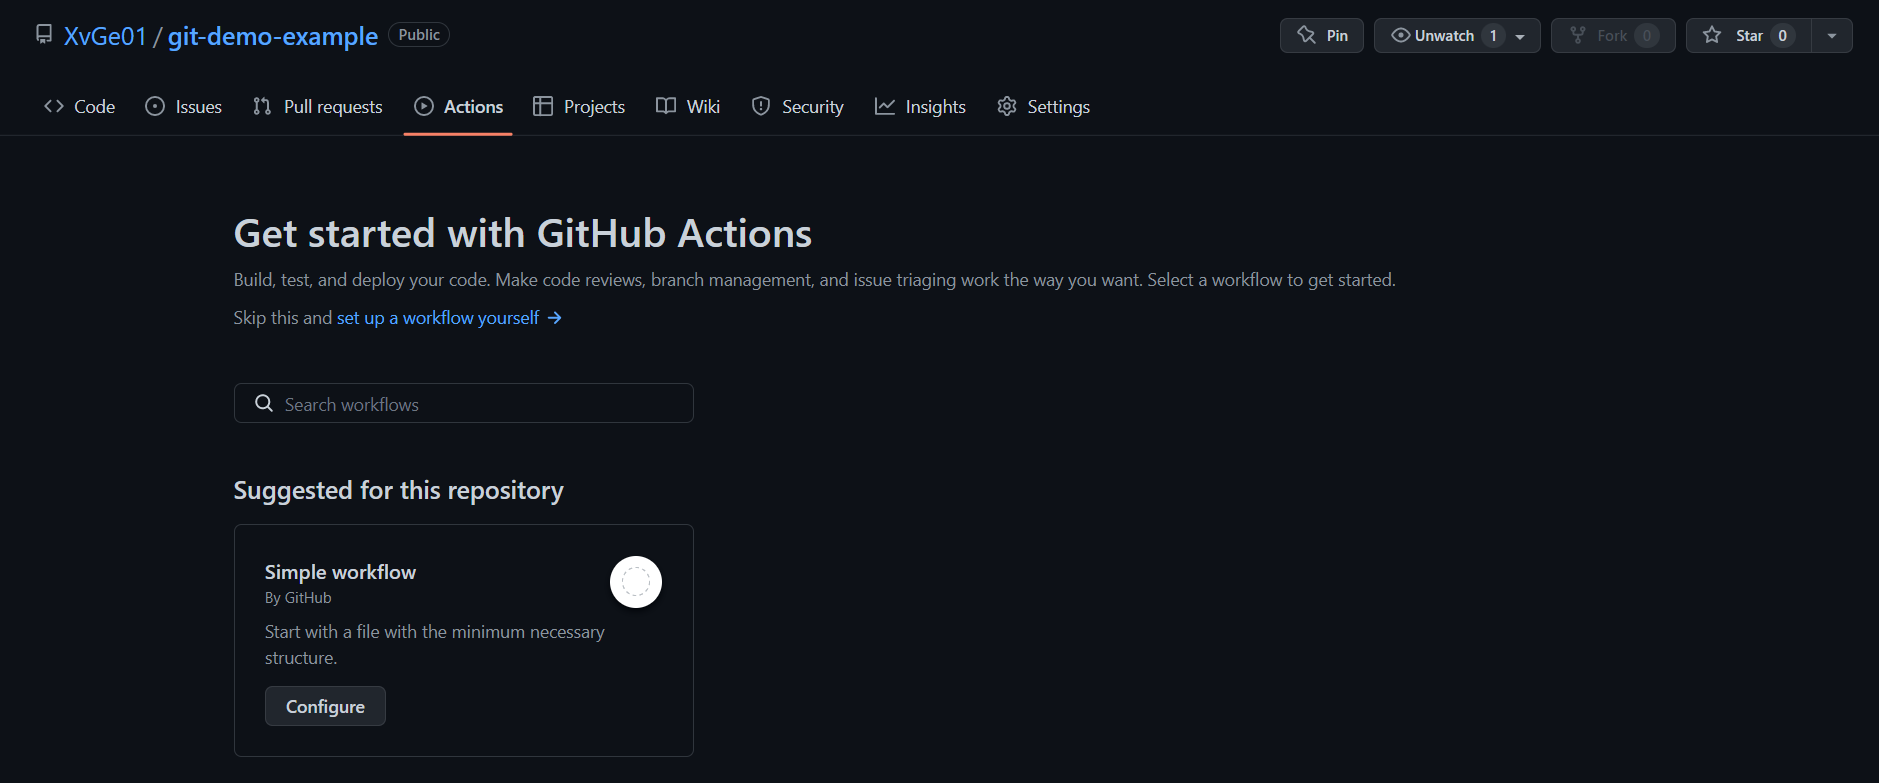 XvGe01 / git-demo-example Public Pin Unwatch 1 Fork 0 Star 0
Code Issues Pull requests Actions Projects Wiki Security Insights Settings
Get started with GitHub Actions
Build, test, and deploy your code. Make code reviews, branch management, and issue triaging work the way you want. Select a workflow to get started.
Skip this and set up a workflow yourself →
Search workflows
Suggested for this repository
Simple workflow
By GitHub
Start with a file with the minimum necessary
structure.
Configure